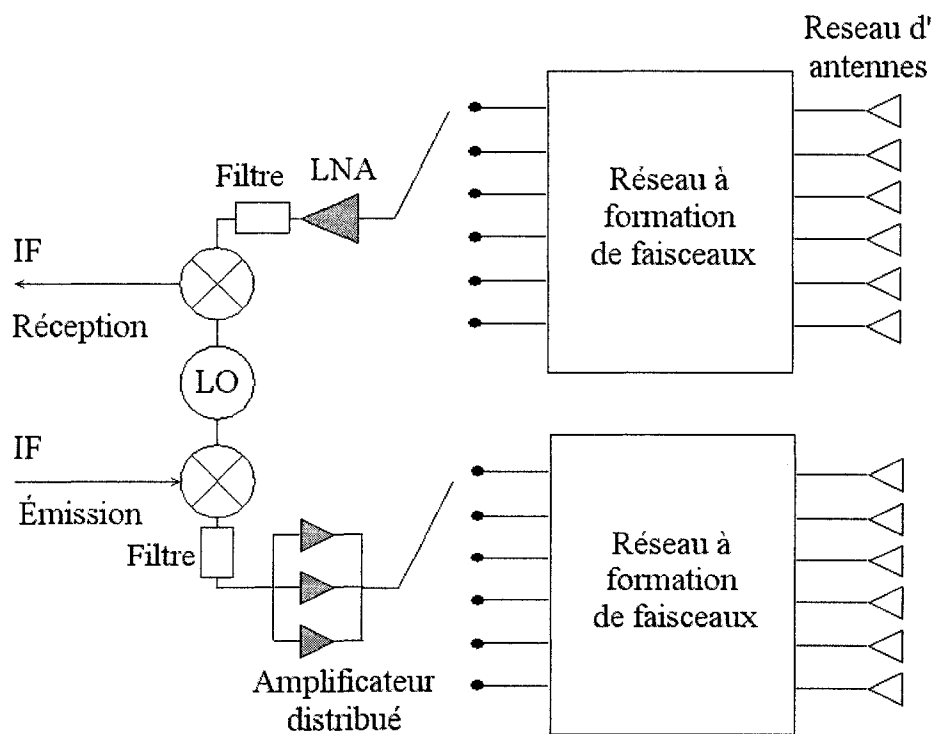 Reseau d'
antennes
Filtre
LNA
Réseau à
formation
de faisceaux
IF
Réception
LO
IF
Émission
Filtre
Réseau à
formation
de faisceaux
Amplificateur
distribué